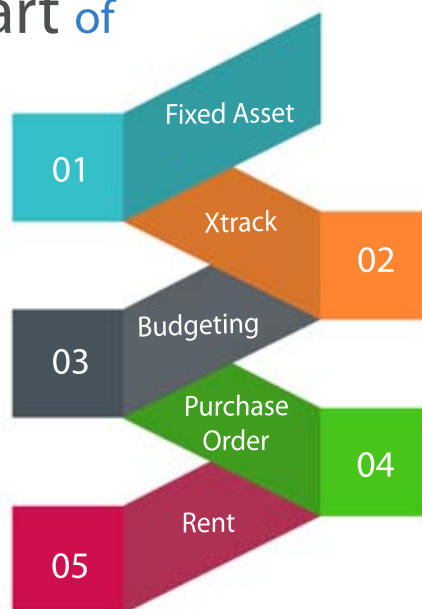 art of
Fixed Asset
01
Xtrack
02
Budgeting
03
Purchase
Order
04
Rent
05